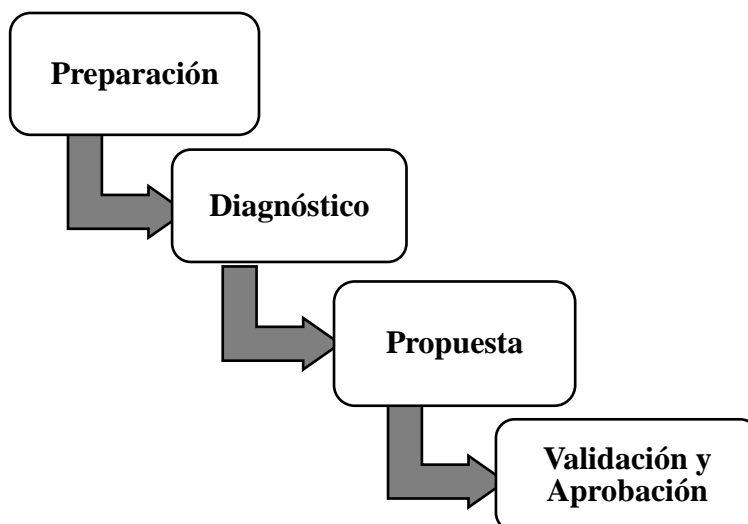 Preparación
Diagnóstico
Propuesta
Validación y
Aprobación